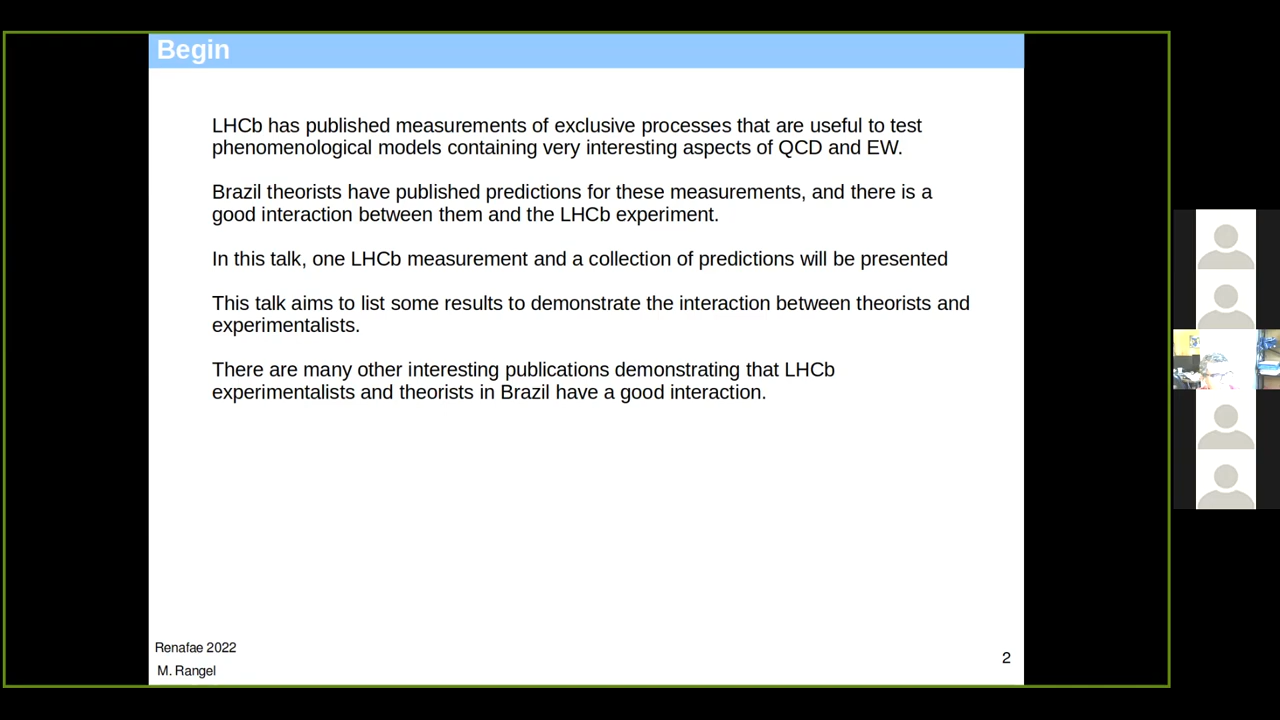 Begin
LHCb has published measurements of exclusive processes that are useful to test
phenomenological models containing very interesting aspects of QCD and EW.
Brazil theorists have published predictions for these measurements, and there is a
good interaction between them and the LHCb experiment.
In this talk, one LHCb measurement and a collection of predictions will be presented
This talk aims to list some results to demonstrate the interaction between theorists and
experimentalists.
There are many other interesting publications demonstrating that LHCb
experimentalists and theorists in Brazil have a good interaction.
Renafae 2022
M. Rangel
2